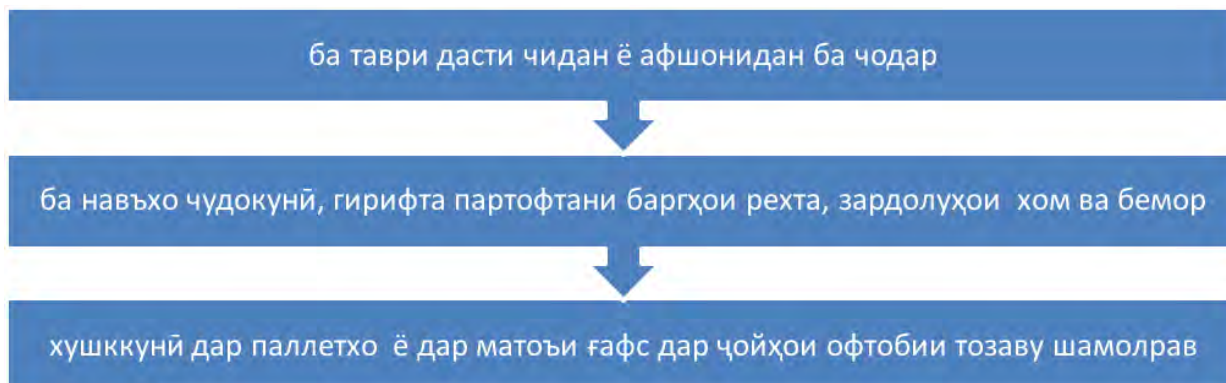 ба таври дасти чидан ё афшонидан ба чодар
ба навъхо чудокунӣ, гирифта партофтани баргҳои рехта, зардолуҳои хом ва бемор
хушккунӣ дар паллетхо ё дар матоъи ғафс дар ҷойҳои офтобии тозаву шамолрав